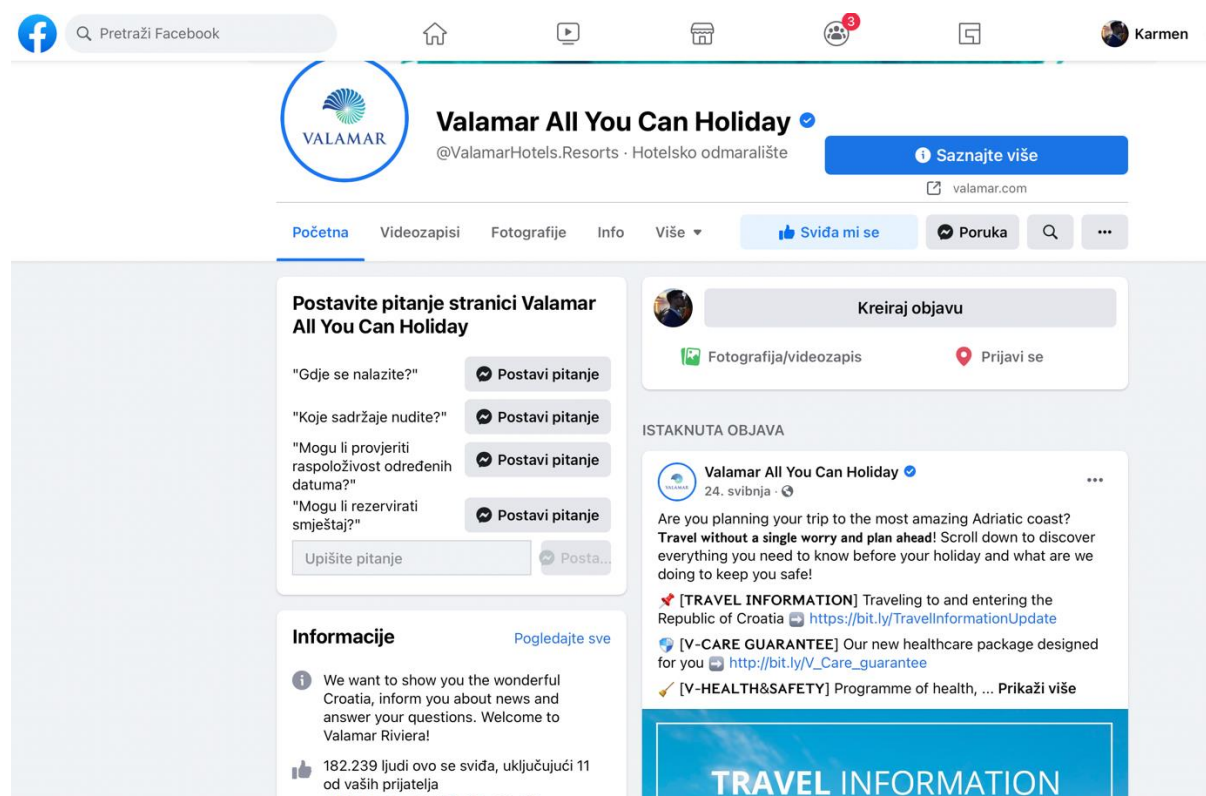 Pretraži Facebook
3
Karmen
VALAMAR
Valamar All You Can Holiday
@ValamarHotels.Resorts · Hotelsko odmaralište
Saznajte više
valamar.com
Početna Videozapisi Fotografije Info Više
Sviđa mi se Poruka
Postavite pitanje stranici Valamar
All You Can Holiday
"Gdje se nalazite?" Postavi pitanje
"Koje sadržaje nudite?" Postavi pitanje
"Mogu li provjeriti
raspoloživost određenih
datuma?"
Postavi pitanje
"Mogu li rezervirati
smještaj?"
Postavi pitanje
Upišite pitanje Posta...
Informacije Pogledajte sve
We want to show you the wonderful
Croatia, inform you about news and
answer your questions. Welcome to
Valamar Riviera!
182.239 ljudi ovo se sviđa, uključujući 11
od vaših prijatelja
Kreiraj objavu
Fotografija/videozapis Prijavi se
ISTAKNUTA OBJAVA
VALAMAR
Valamar All You Can Holiday
24. svibnja ·
Are you planning your trip to the most amazing Adriatic coast?
Travel without a single worry and plan ahead! Scroll down to discover
everything you need to know before your holiday and what are we
doing to keep you safe!
📌 [TRAVEL INFORMATION] Traveling to and entering the
Republic of Croatia ➡️ https://bit.ly/TravelInformationUpdate
[V-CARE GUARANTEE] Our new healthcare package designed
for you ➡️ http://bit.ly/V_Care_guarantee
🧹 [V-HEALTH&SAFETY] Programme of health, ... Prikaži više
TRAVEL INFORMATION